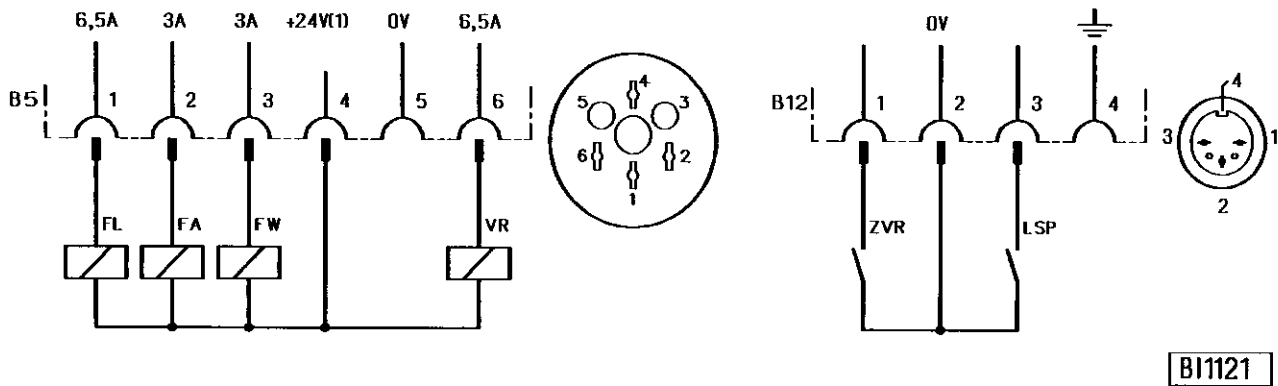 6,5A 3A 3A +24V(1) 0V 6,5A 0V
B5 1 2 3 4 5 6
4
5 3
6 2
1
B12 1 2 3 4
4
3 1
2
FL FA FW VR ZVR LSP
BI1121